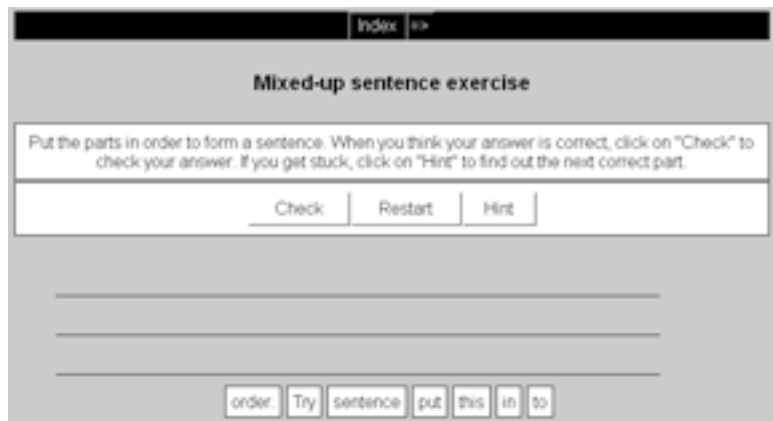 Index =>
Mixed-up sentence exercise
Put the parts in order to form a sentence. When you think your answer is correct, click on "Check" to
check your answer. If you get stuck, click on "Hint" to find out the next correct part.
Check Restart Hint
order. Try sentence put this in to